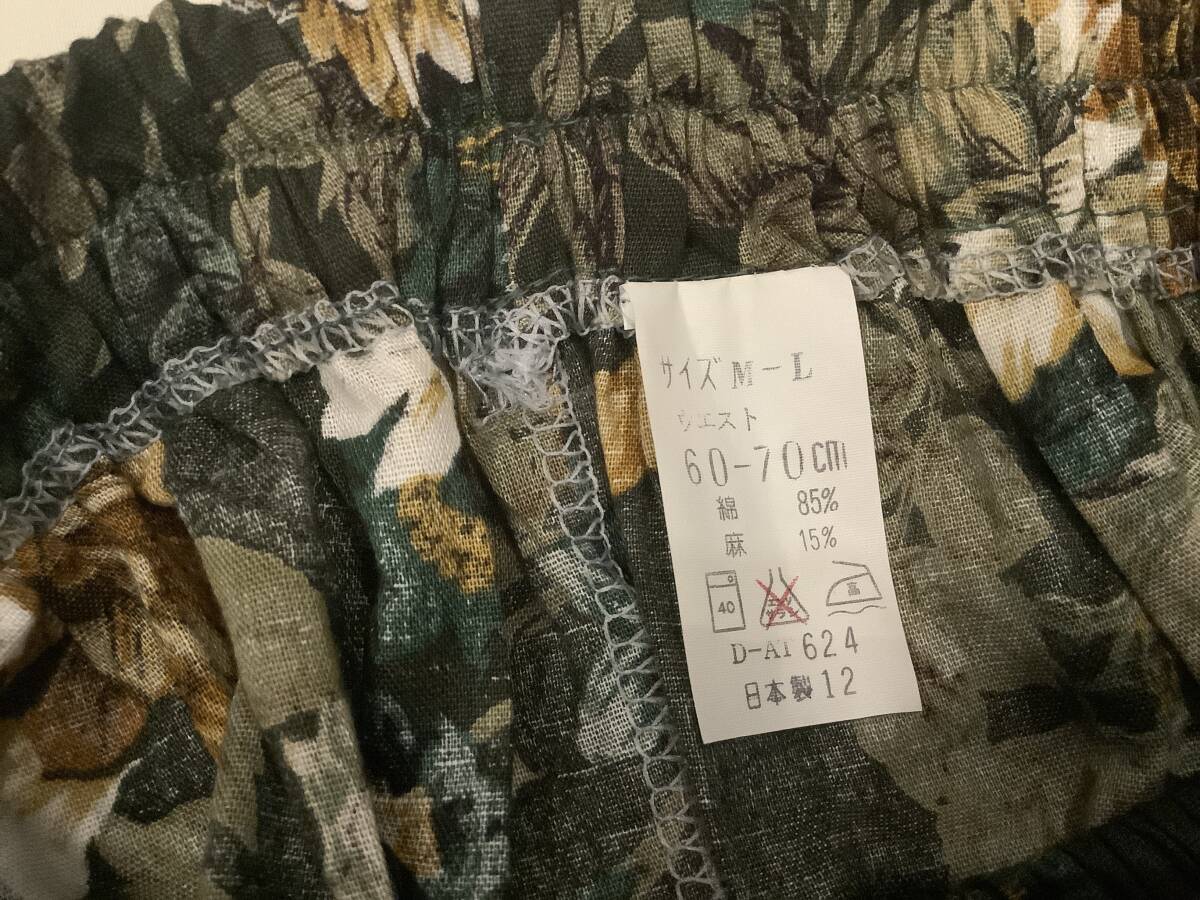 サイズ M-L
ウエスト
60-70cm
綿 85%
麻 15%
40 高
D-A1 624
日本製 12